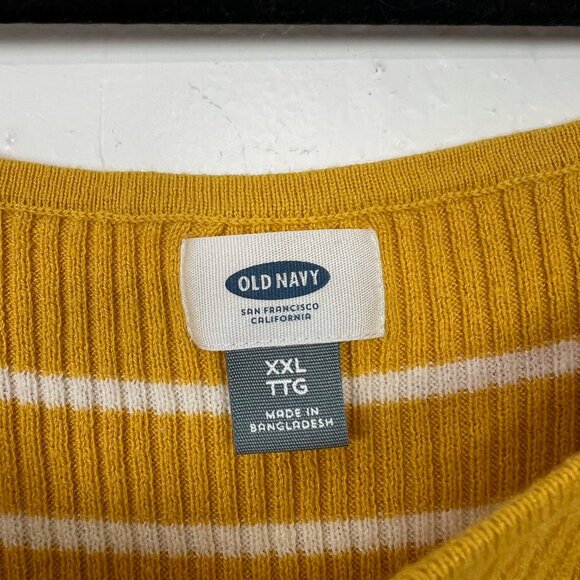 OLD NAVY
SAN FRANCISCO
CALIFORNIA
XXL
TTG
MADE IN
BANGLADESH